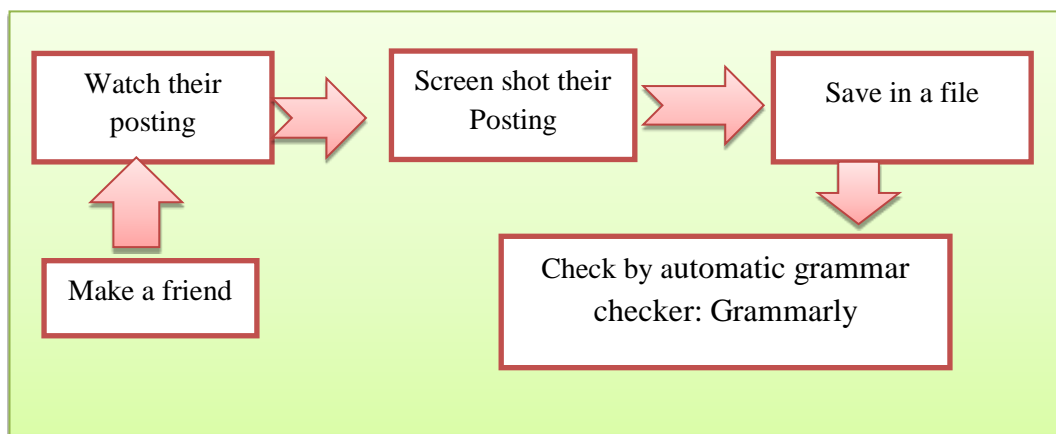 Watch their
posting
Screen shot their
Posting
Save in a file
Make a friend
Check by automatic grammar
checker: Grammarly